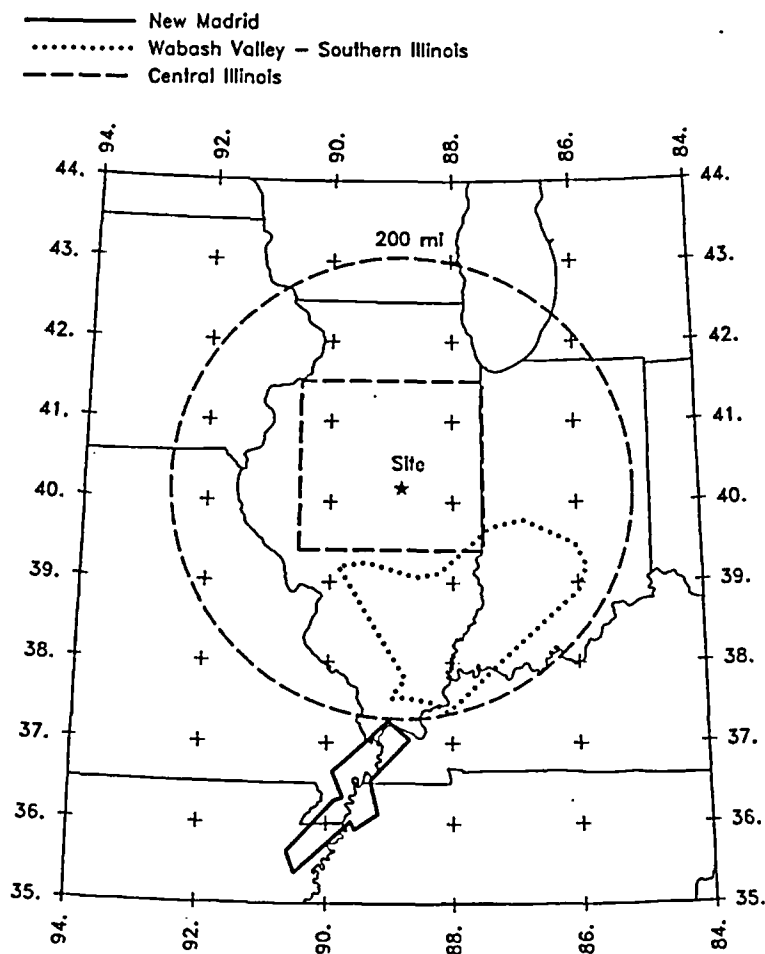 New Madrid
Wabash Valley – Southern Illinois
Central Illinois
94. 92. 90. 88. 86. 84.
44. 44.
200 mi
43. 43.
42. 42.
41. 41.
Site
40. 40.
39. 39.
38. 38.
37. 37.
36. 36.
35. 35.
94. 92. 90. 88. 86. 84.